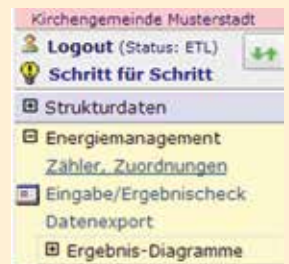 Kirchengemeinde Musterstadt
Logout (Status: ETL)
Schritt für Schritt
Strukturdaten
Energiemanagement
Zähler, Zuordnungen
Eingabe/Ergebnischeck
Datenexport
Ergebnis-Diagramme